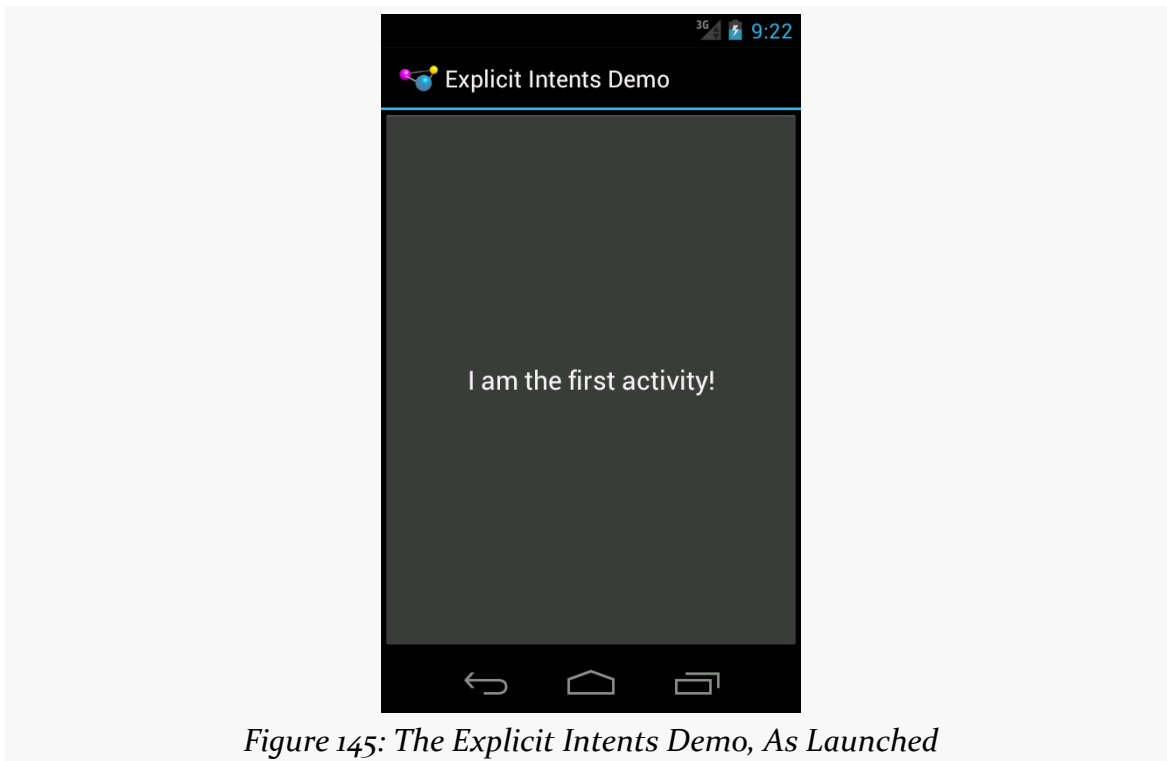 3G 9:22
Explicit Intents Demo
I am the first activity!
Figure 145: The Explicit Intents Demo, As Launched